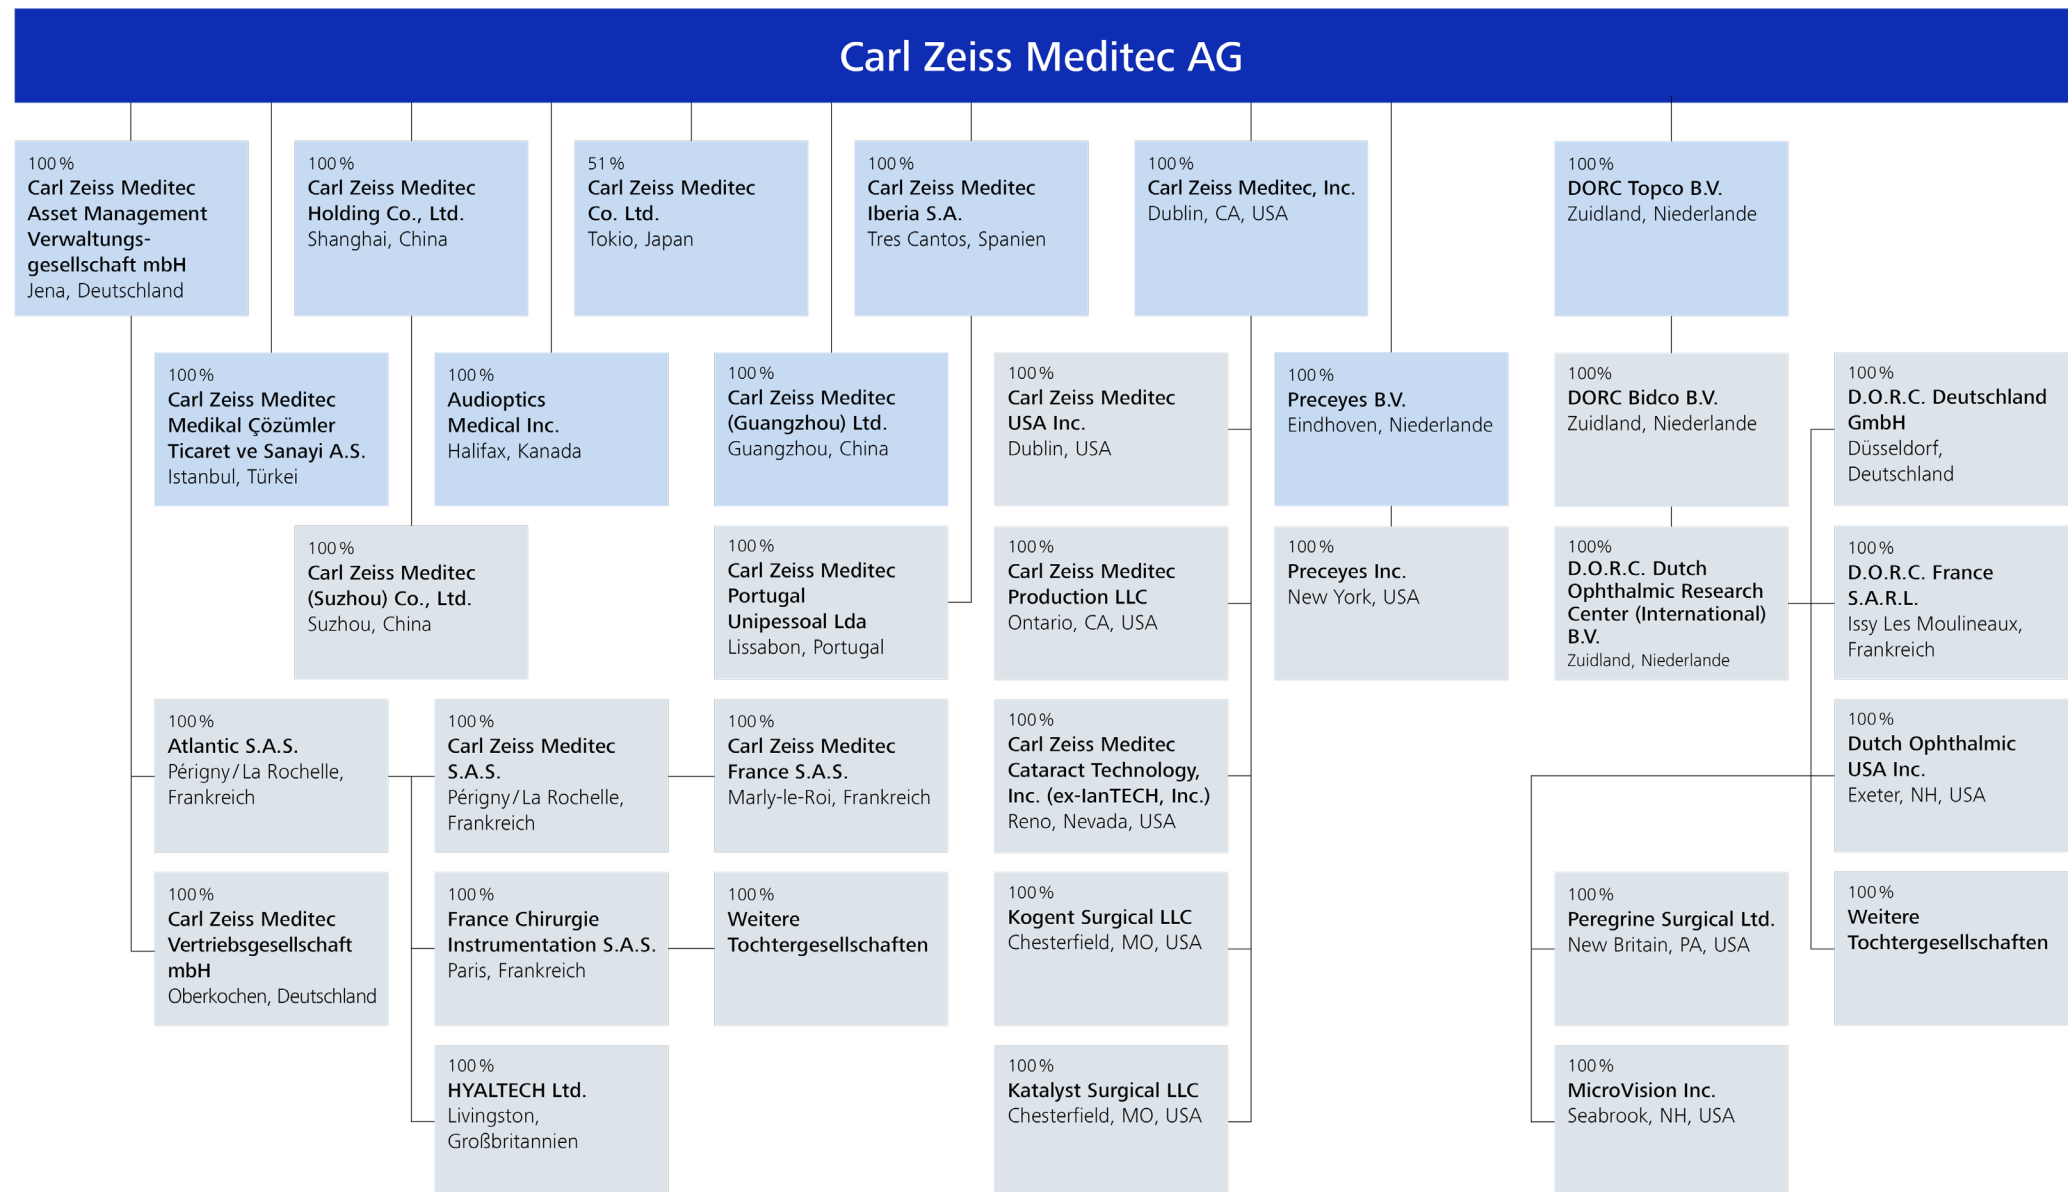 Carl Zeiss Meditec AG
100 %
Carl Zeiss Meditec
Asset Management
Verwaltungs-
gesellschaft mbH
Jena, Deutschland
100 %
Carl Zeiss Meditec
Holding Co., Ltd.
Shanghai, China
51 %
Carl Zeiss Meditec
Co. Ltd.
Tokio, Japan
100 %
Carl Zeiss Meditec
Iberia S.A.
Tres Cantos, Spanien
100 %
Carl Zeiss Meditec, Inc.
Dublin, CA, USA
100 %
DORC Topco B.V.
Zuidland, Niederlande
100 %
Carl Zeiss Meditec
Medikal Çözümler
Ticaret ve Sanayi A.S.
Istanbul, Türkei
100 %
Audioptics
Medical Inc.
Halifax, Kanada
100 %
Carl Zeiss Meditec
(Guangzhou) Ltd.
Guangzhou, China
100 %
Carl Zeiss Meditec
USA Inc.
Dublin, USA
100 %
Preceyes B.V.
Eindhoven, Niederlande
100%
DORC Bidco B.V.
Zuidland, Niederlande
100 %
D.O.R.C. Deutschland
GmbH
Düsseldorf,
Deutschland
100 %
Carl Zeiss Meditec
(Suzhou) Co., Ltd.
Suzhou, China
100 %
Carl Zeiss Meditec
Portugal
Unipessoal Lda
Lissabon, Portugal
100 %
Carl Zeiss Meditec
Production LLC
Ontario, CA, USA
100 %
Preceyes Inc.
New York, USA
100%
D.O.R.C. Dutch
Ophthalmic Research
Center (International)
B.V.
Zuidland, Niederlande
100 %
D.O.R.C. France
S.A.R.L.
Issy Les Moulineaux,
Frankreich
100 %
Atlantic S.A.S.
Périgny / La Rochelle,
Frankreich
100 %
Carl Zeiss Meditec
S.A.S.
Périgny / La Rochelle,
Frankreich
100 %
Carl Zeiss Meditec
France S.A.S.
Marly-le-Roi, Frankreich
100 %
Carl Zeiss Meditec
Cataract Technology,
Inc. (ex-IanTECH, Inc.)
Reno, Nevada, USA
100 %
Dutch Ophthalmic
USA Inc.
Exeter, NH, USA
100 %
Carl Zeiss Meditec
Vertriebsgesellschaft
mbH
Oberkochen, Deutschland
100 %
France Chirurgie
Instrumentation S.A.S.
Paris, Frankreich
100 %
Weitere
Tochtergesellschaften
100 %
Kogent Surgical LLC
Chesterfield, MO, USA
100 %
Peregrine Surgical Ltd.
New Britain, PA, USA
100 %
Weitere
Tochtergesellschaften
100 %
HYALTECH Ltd.
Livingston,
Großbritannien
100 %
Katalyst Surgical LLC
Chesterfield, MO, USA
100 %
MicroVision Inc.
Seabrook, NH, USA